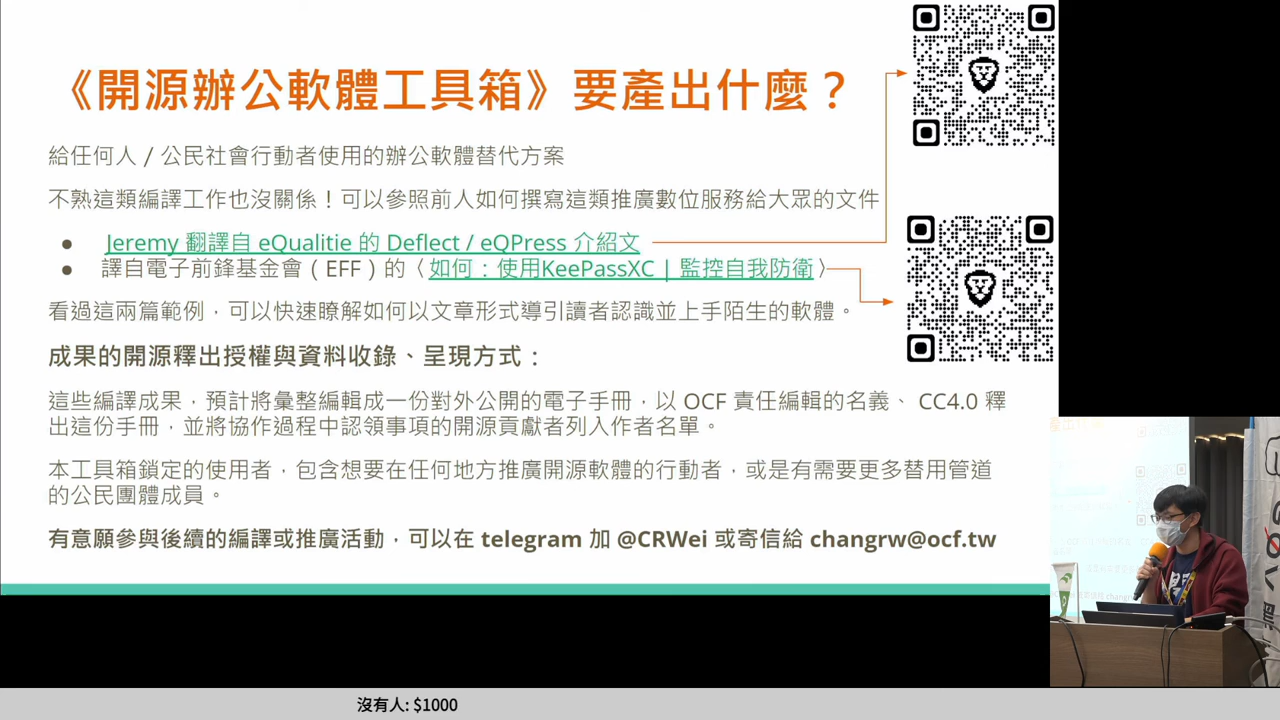 《開源辦公軟體工具箱》要產出什麼？
給任何人 / 公民社會行動者使用的辦公軟體替代方案
不熟這類編譯工作也沒關係！可以參照前人如何撰寫這類推廣數位服務給大眾的文件
● Jeremy 翻譯自 eQualitie 的 Deflect / eQPress 介紹文
● 譯自電子前鋒基金會（EFF）的〈如何：使用KeePassXC | 監控自我防衛〉
看過這兩篇範例，可以快速瞭解如何以文章形式導引讀者認識並上手陌生的軟體。
成果的開源釋出授權與資料收錄、呈現方式：
這些編譯成果，預計將彙整編輯成一份對外公開的電子手冊，以 OCF 責任編輯的名義、 CC4.0 釋
出這份手冊，並將協作過程中認領事項的開源貢獻者列入作者名單。
本工具箱鎖定的使用者，包含想要在任何地方推廣開源軟體的行動者，或是有需要更多替用管道
的公民團體成員。
有意願參與後續的編譯或推廣活動，可以在 telegram 加 @CRWei 或寄信給 changrw@ocf.tw
沒有人: $1000